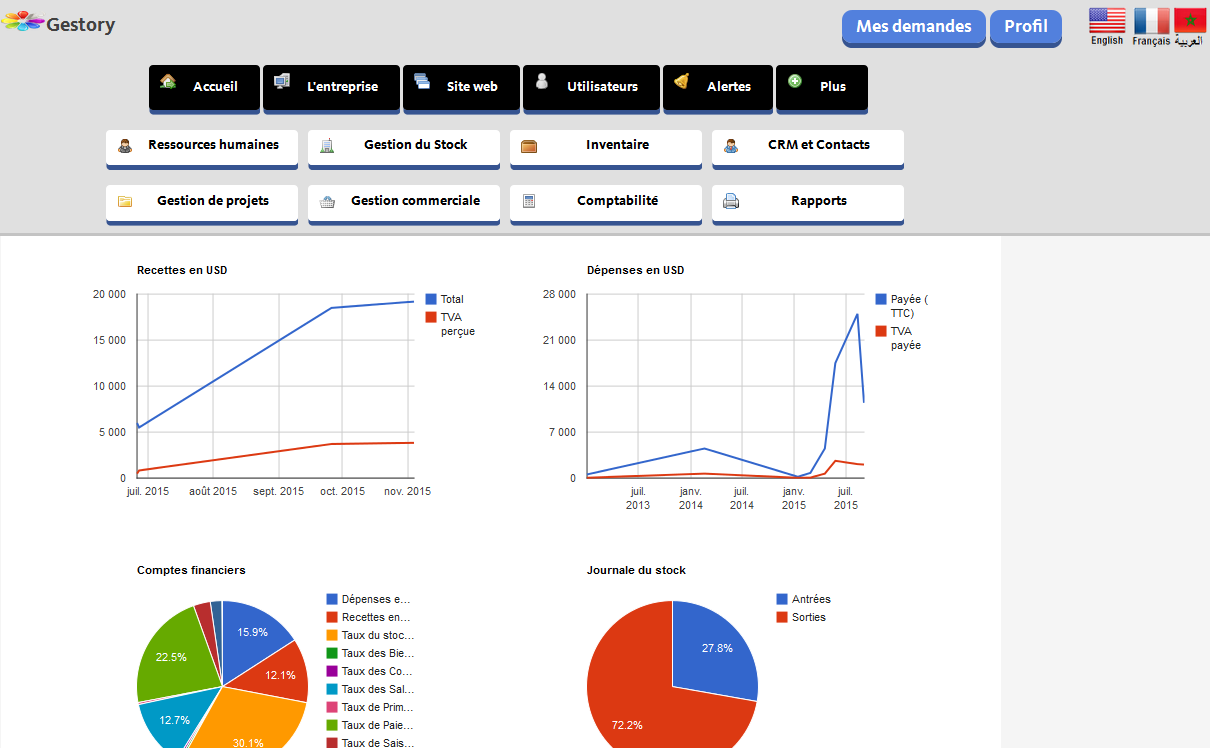 Gestory
Mes demandes
Profil
English
Français
العربية
Accueil
L'entreprise
Site web
Utilisateurs
Alertes
Plus
Ressources humaines
Gestion du Stock
Inventaire
CRM et Contacts
Gestion de projets
Gestion commerciale
Comptabilité
Rapports
Recettes en USD
20 000
15 000
10 000
5 000
0
juil. 2015
août 2015
sept. 2015
oct. 2015
nov. 2015
Total
TVA
perçue
Dépenses en USD
28 000
21 000
14 000
7 000
0
juil.
2013
janv.
2014
juil.
2014
janv.
2015
juil.
2015
Payée (
TTC)
TVA
payée
Comptes financiers
15.9%
12.1%
30.1%
12.7%
22.5%
Dépenses e...
Recettes en...
Taux du stoc...
Taux des Bie...
Taux des Co...
Taux des Sal...
Taux de Prim...
Taux de Paie...
Taux de Sais...
Journale du stock
27.8%
72.2%
Antrées
Sorties